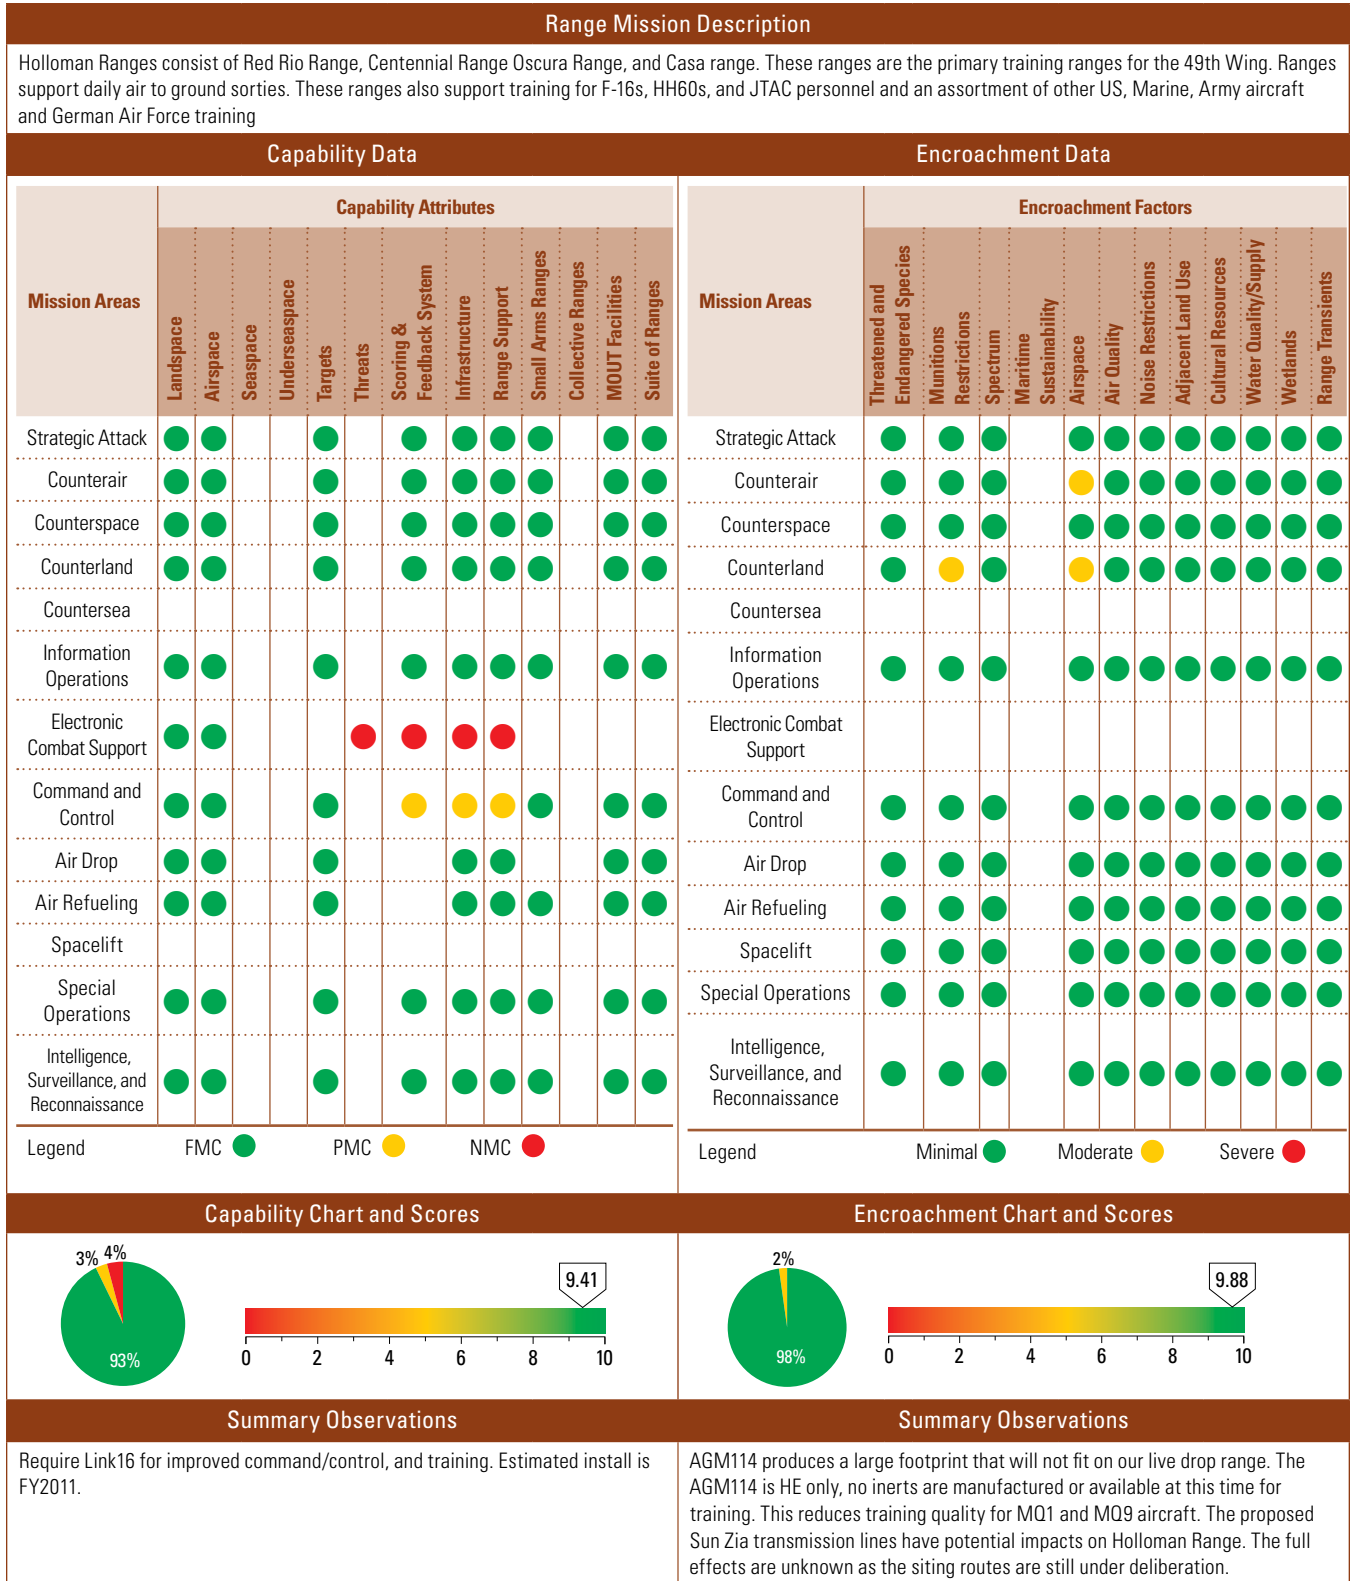 Range Mission Description
Holloman Ranges consist of Red Rio Range, Centennial Range Oscura Range, and Casa range. These ranges are the primary training ranges for the 49th Wing. Ranges
support daily air to ground sorties. These ranges also support training for F-16s, HH60s, and JTAC personnel and an assortment of other US, Marine, Army aircraft
and German Air Force training
Capability Data
Mission Areas
Capability Attributes
Landspace
Airspace
Seaspace
Underseaspace
Targets
Threats
Scoring &
Feedback System
Infrastructure
Range Support
Small Arms Ranges
Collective Ranges
MOUT Facilities
Suite of Ranges
Strategic Attack
Counterair
Counterspace
Counterland
Countersea
Information
Operations
Electronic
Combat Support
Command and
Control
Air Drop
Air Refueling
Spacelift
Special
Operations
Intelligence,
Surveillance, and
Reconnaissance
Legend FMC PMC NMC
Encroachment Data
Mission Areas
Encroachment Factors
Threatened and
Endangered Species
Munitions
Restrictions
Spectrum
Maritime
Sustainability
Airspace
Air Quality
Noise Restrictions
Adjacent Land Use
Cultural Resources
Water Quality/Supply
Wetlands
Range Transients
Strategic Attack
Counterair
Counterspace
Counterland
Countersea
Information
Operations
Electronic Combat
Support
Command and
Control
Air Drop
Air Refueling
Spacelift
Special Operations
Intelligence,
Surveillance, and
Reconnaissance
Legend Minimal Moderate Severe
Capability Chart and Scores
3% 4%
93%
9.41
0 2 4 6 8 10
Encroachment Chart and Scores
2%
98%
9.88
0 2 4 6 8 10
Summary Observations
Require Link16 for improved command/control, and training. Estimated install is
FY2011.
Summary Observations
AGM114 produces a large footprint that will not fit on our live drop range. The
AGM114 is HE only, no inerts are manufactured or available at this time for
training. This reduces training quality for MQ1 and MQ9 aircraft. The proposed
Sun Zia transmission lines have potential impacts on Holloman Range. The full
effects are unknown as the siting routes are still under deliberation.